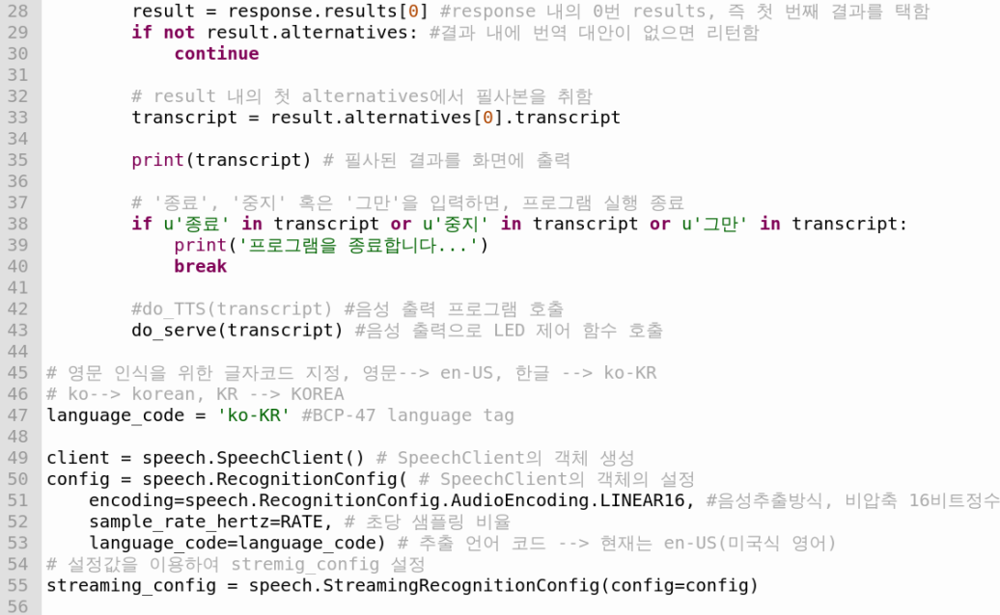 28         result = response.results[0] #response 내의 0번 results, 즉 첫 번째 결과를 택함
29         if not result.alternatives: #결과 내에 번역 대안이 없으면 리턴함
30             continue
31
32         # result 내의 첫 alternatives에서 필사본을 취함
33         transcript = result.alternatives[0].transcript
34
35         print(transcript) # 필사된 결과를 화면에 출력
36
37         # '종료', '중지' 혹은 '그만'을 입력하면, 프로그램 실행 종료
38         if u'종료' in transcript or u'중지' in transcript or u'그만' in transcript:
39             print('프로그램을 종료합니다...')
40             break
41
42         #do_TTS(transcript) #음성 출력 프로그램 호출
43         do_serve(transcript) #음성 출력으로 LED 제어 함수 호출
44
45 # 영문 인식을 위한 글자코드 지정, 영문--> en-US, 한글 --> ko-KR
46 # ko--> korean, KR --> KOREA
47 language_code = 'ko-KR' #BCP-47 language tag
48
49 client = speech.SpeechClient() # SpeechClient의 객체 생성
50 config = speech.RecognitionConfig( # SpeechClient의 객체의 설정
51     encoding=speech.RecognitionConfig.AudioEncoding.LINEAR16, #음성추출방식, 비압축 16비트정수
52     sample_rate_hertz=RATE, # 초당 샘플링 비율
53     language_code=language_code) # 추출 언어 코드 --> 현재는 en-US(미국식 영어)
54 # 설정값을 이용하여 stremig_config 설정
55 streaming_config = speech.StreamingRecognitionConfig(config=config)
56